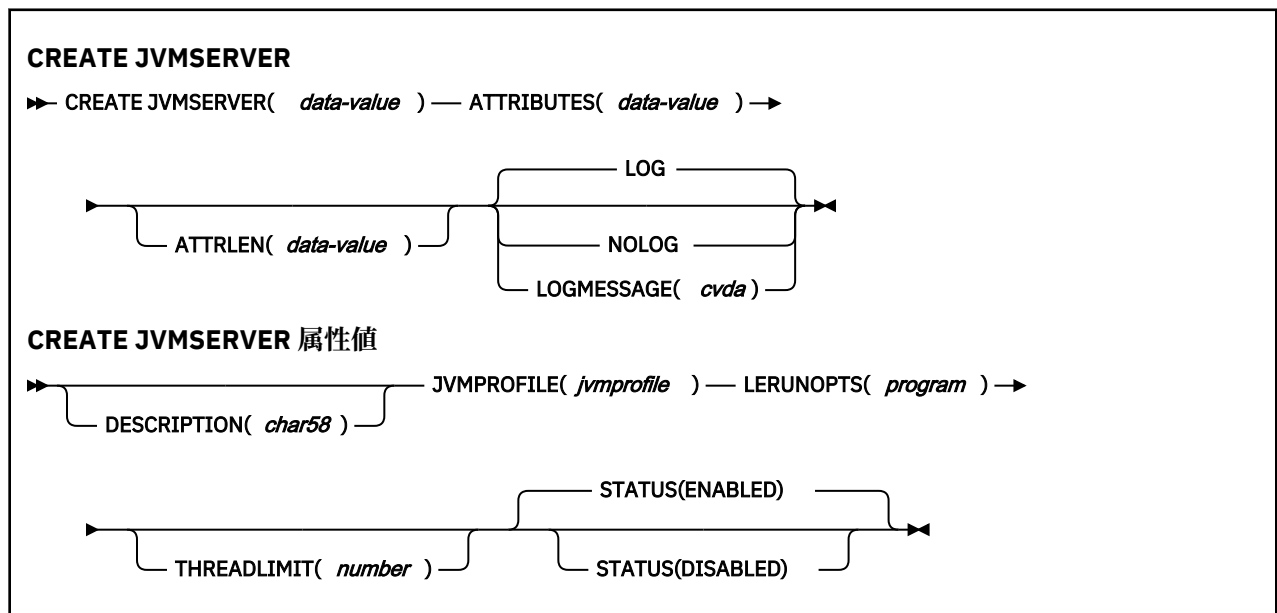 CREATE JVMSERVER
CREATE JVMSERVER( data-value ) ATTRIBUTES( data-value )
LOG
ATTRLEN( data-value ) NOLOG
LOGMESSAGE( cvda )
CREATE JVMSERVER 属性値
JVMPROFILE( jvmprofile ) LERUNOPTS( program )
DESCRIPTION( char58 )
STATUS(ENABLED)
THREADLIMIT( number ) STATUS(DISABLED)